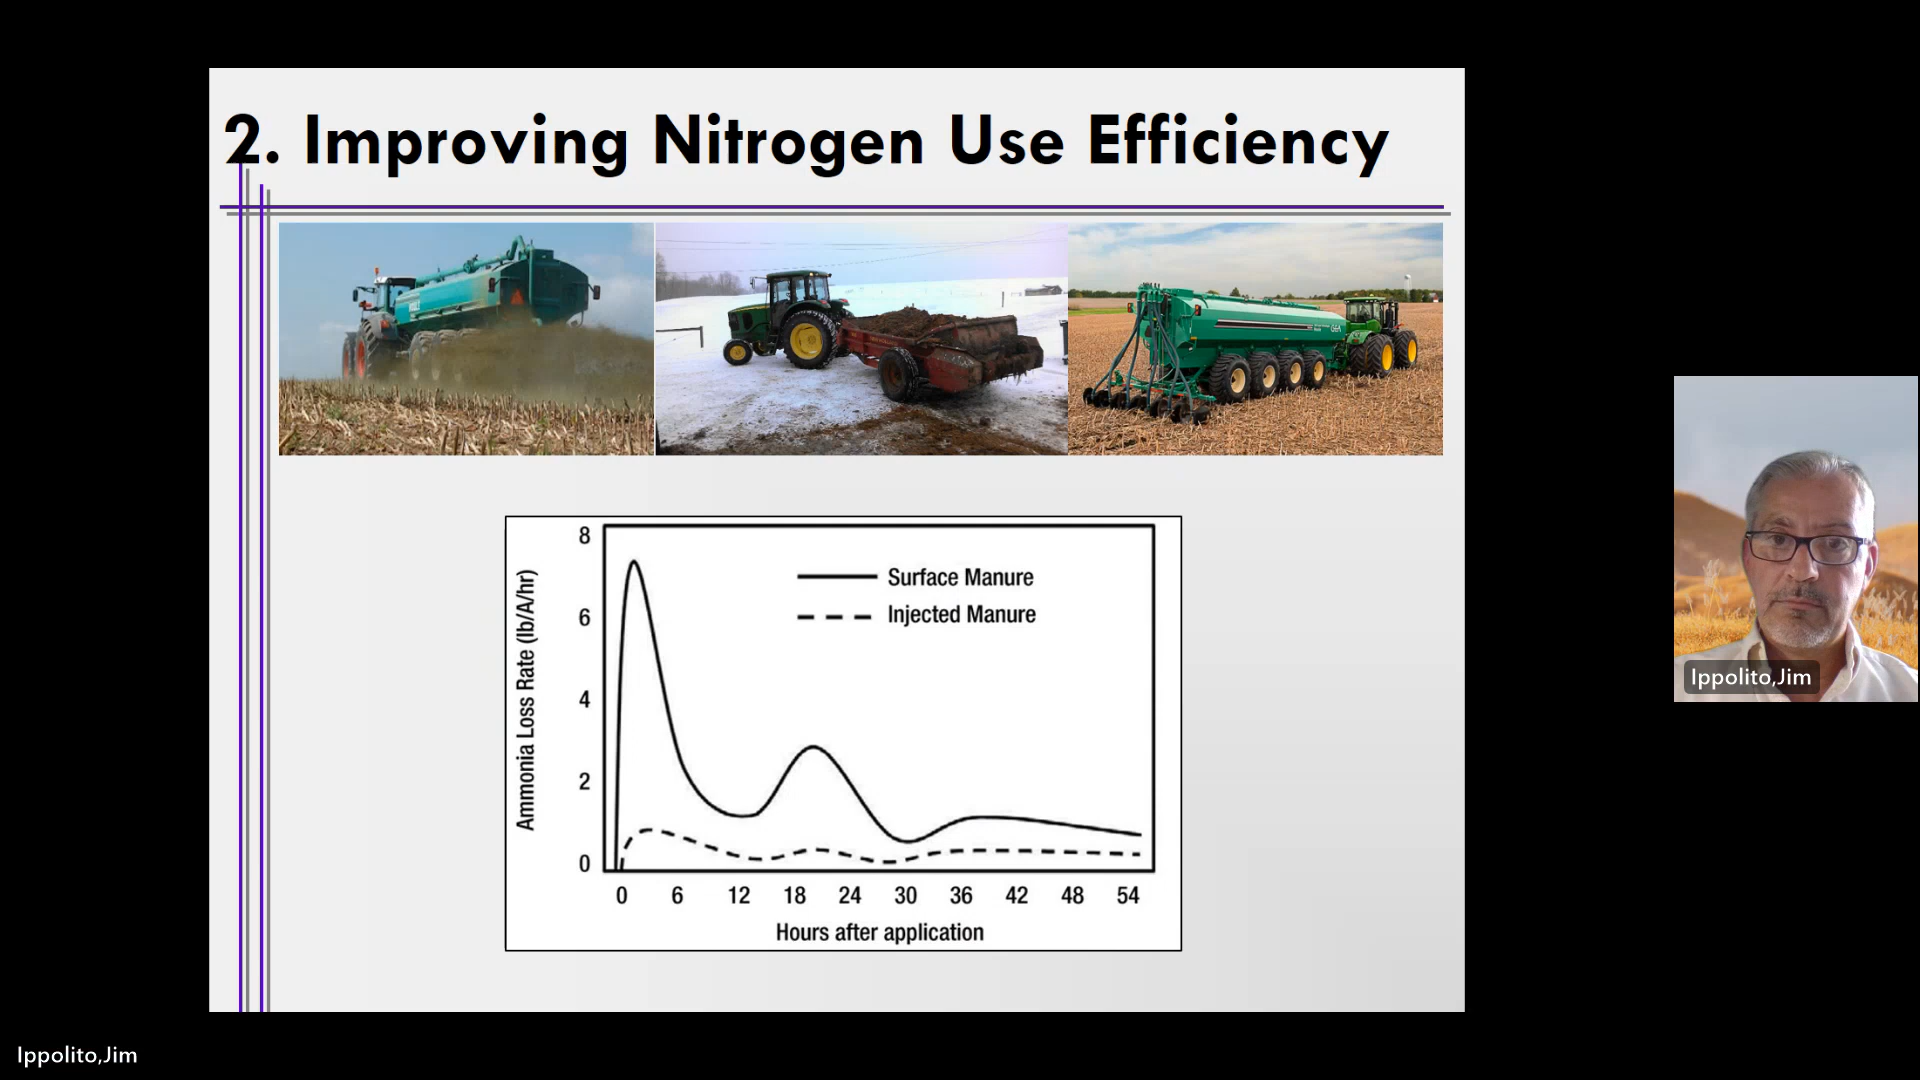 2. Improving Nitrogen Use Efficiency
8
6
4
2
0
Ammonia Loss Rate (lb/A/hr)
Surface Manure
Injected Manure
0 6 12 18 24 30 36 42 48 54
Hours after application
Ippolito,Jim
Ippolito,Jim